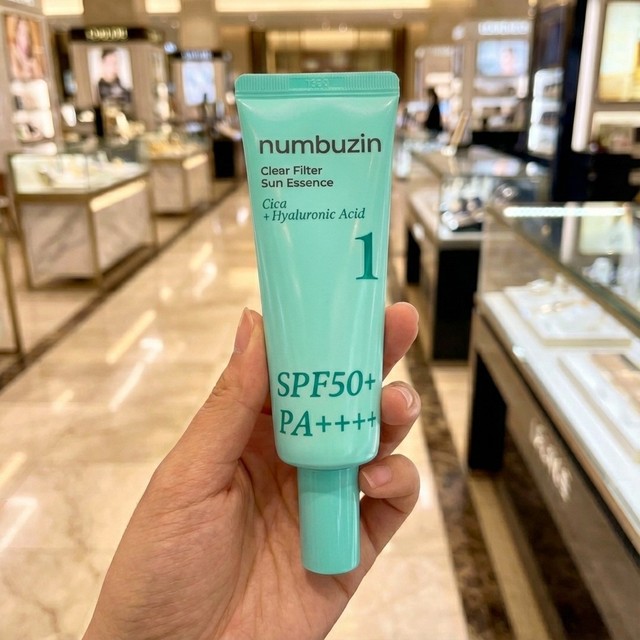 numbuzin
Clear Filter
Sun Essence
Cica
+ Hyaluronic Acid
1
SPF50+
PA++++